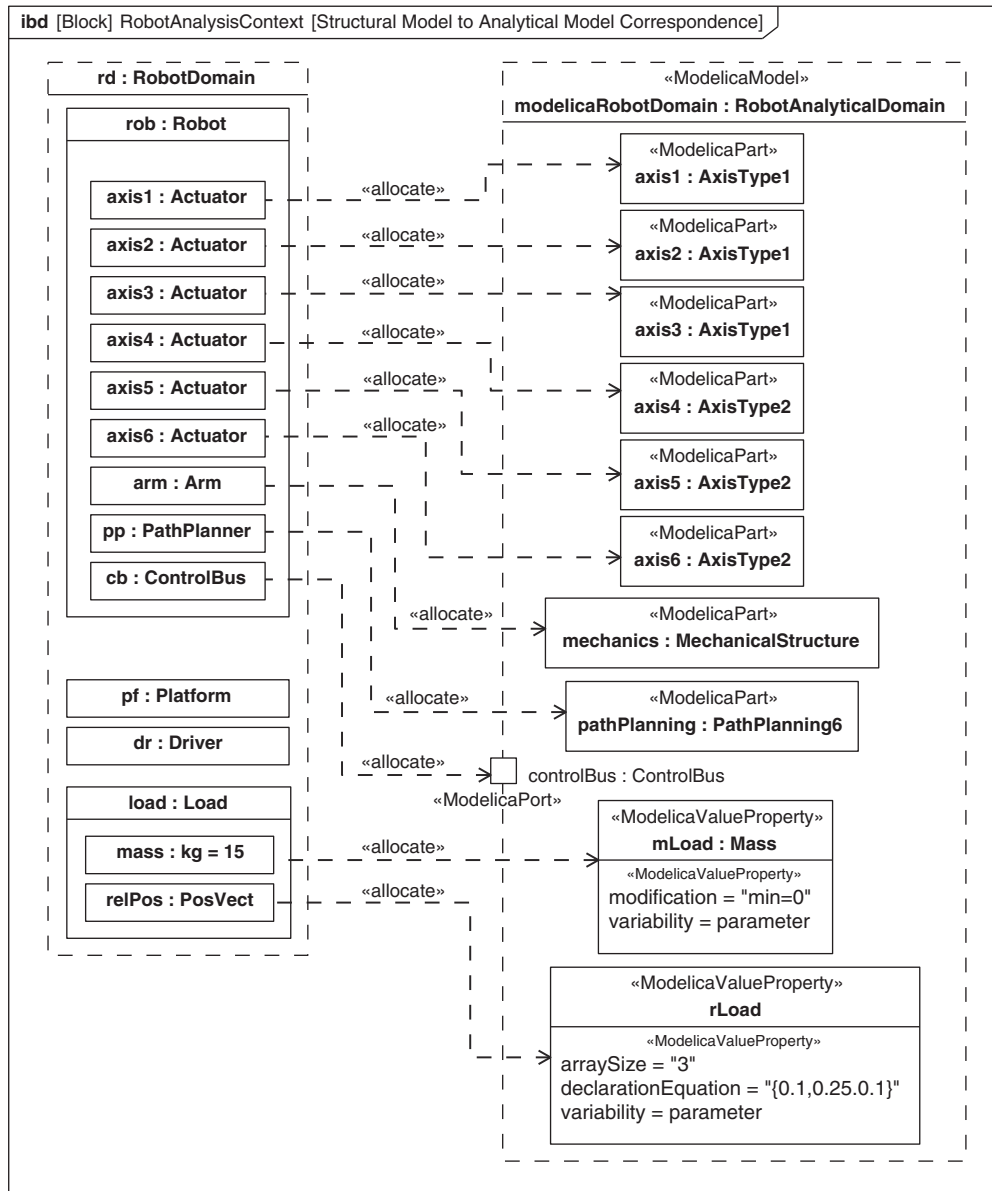 ibd [Block] RobotAnalysisContext [Structural Model to Analytical Model Correspondence]
rd : RobotDomain
rob : Robot
axis1 : Actuator
axis2 : Actuator
axis3 : Actuator
axis4 : Actuator
axis5 : Actuator
axis6 : Actuator
arm : Arm
pp : PathPlanner
cb : ControlBus
pf : Platform
dr : Driver
load : Load
mass : kg = 15
relPos : PosVect
«allocate»
«allocate»
«allocate»
«allocate»
«allocate»
«allocate»
«allocate»
«allocate»
«allocate»
«allocate»
«allocate»
«ModelicaModel»
modelicaRobotDomain : RobotAnalyticalDomain
«ModelicaPart»
axis1 : AxisType1
«ModelicaPart»
axis2 : AxisType1
«ModelicaPart»
axis3 : AxisType1
«ModelicaPart»
axis4 : AxisType2
«ModelicaPart»
axis5 : AxisType2
«ModelicaPart»
axis6 : AxisType2
«ModelicaPart»
mechanics : MechanicalStructure
«ModelicaPart»
pathPlanning : PathPlanning6
controlBus : ControlBus
«ModelicaPort»
«ModelicaValueProperty»
mLoad : Mass
«ModelicaValueProperty»
modification = "min=0"
variability = parameter
«ModelicaValueProperty»
rLoad
«ModelicaValueProperty»
arraySize = "3"
declarationEquation = "{0.1,0.25.0.1}"
variability = parameter